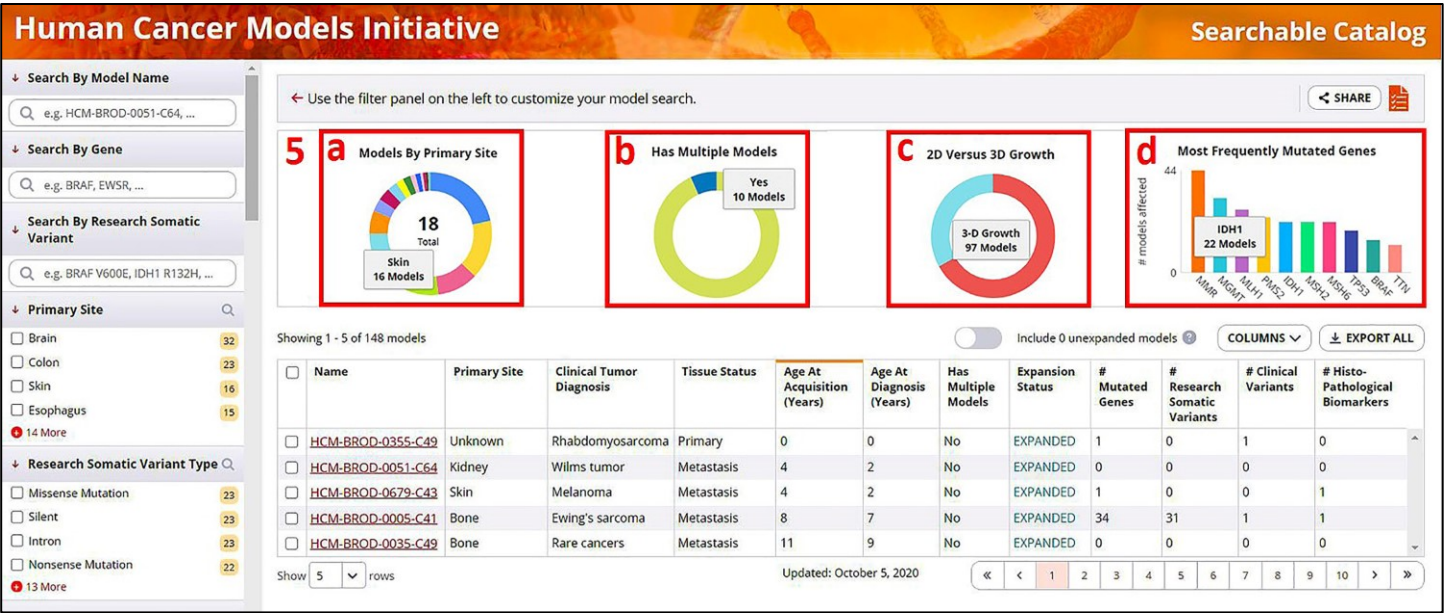 Human Cancer Models Initiative
Searchable Catalog
Search By Model Name
e.g. HCM-BROD-0051-C64, ...
Search By Gene
e.g. BRAF, EWSR, ...
Search By Research Somatic
Variant
e.g. BRAF V600E, IDH1 R132H, ...
Primary Site
Brain 32
Colon 23
Skin 16
Esophagus 15
14 More
Research Somatic Variant Type
Missense Mutation 23
Silent 23
Intron 23
Nonsense Mutation 22
13 More
← Use the filter panel on the left to customize your model search.
SHARE
5
a
Models By Primary Site
18
Total
Skin
16 Models
b
Has Multiple Models
Yes
10 Models
c
2D Versus 3D Growth
3-D Growth
97 Models
d
Most Frequently Mutated Genes
# models affected
44
0
IDH1
22 Models
MMR MGMT MLH1 PMS2 IDH1 MSH2 MSH6 TP53 BRAF TTN
Showing 1 - 5 of 148 models
Include 0 unexpanded models ?
COLUMNS
EXPORT ALL
Name Primary Site Clinical Tumor Diagnosis Tissue Status Age At Acquisition (Years) Age At Diagnosis (Years) Has Multiple Models Expansion Status # Mutated Genes # Research Somatic Variants # Clinical Variants # Histo-Pathological Biomarkers
HCM-BROD-0355-C49 Unknown Rhabdomyosarcoma Primary 0 0 No EXPANDED 1 0 1 0
HCM-BROD-0051-C64 Kidney Wilms tumor Metastasis 4 2 No EXPANDED 0 0 0 0
HCM-BROD-0679-C43 Skin Melanoma Metastasis 4 2 No EXPANDED 1 0 0 1
HCM-BROD-0005-C41 Bone Ewing's sarcoma Metastasis 8 7 No EXPANDED 34 31 1 1
HCM-BROD-0035-C49 Bone Rare cancers Metastasis 11 9 No EXPANDED 0 0 0 0
Show 5 rows
Updated: October 5, 2020
« ‹ 1 2 3 4 5 6 7 8 9 10 › »